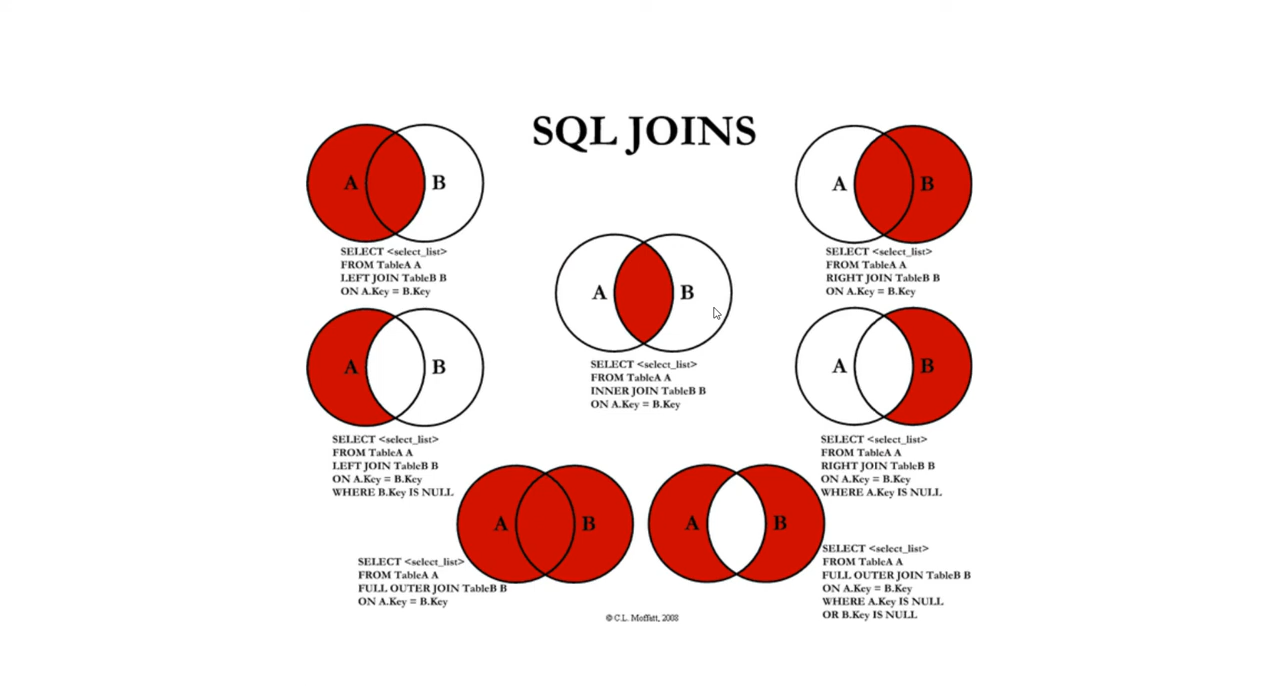 SQL JOINS
A
B
SELECT <select_list>
FROM TableA A
LEFT JOIN TableB B
ON A.Key = B.Key
A
B
SELECT <select_list>
FROM TableA A
RIGHT JOIN TableB B
ON A.Key = B.Key
A
B
SELECT <select_list>
FROM TableA A
INNER JOIN TableB B
ON A.Key = B.Key
A
B
SELECT <select_list>
FROM TableA A
LEFT JOIN TableB B
ON A.Key = B.Key
WHERE B.Key IS NULL
A
B
SELECT <select_list>
FROM TableA A
RIGHT JOIN TableB B
ON A.Key = B.Key
WHERE A.Key IS NULL
A
B
SELECT <select_list>
FROM TableA A
FULL OUTER JOIN TableB B
ON A.Key = B.Key
A
B
SELECT <select_list>
FROM TableA A
FULL OUTER JOIN TableB B
ON A.Key = B.Key
WHERE A.Key IS NULL
OR B.Key IS NULL
© C.L. Moffatt, 2008